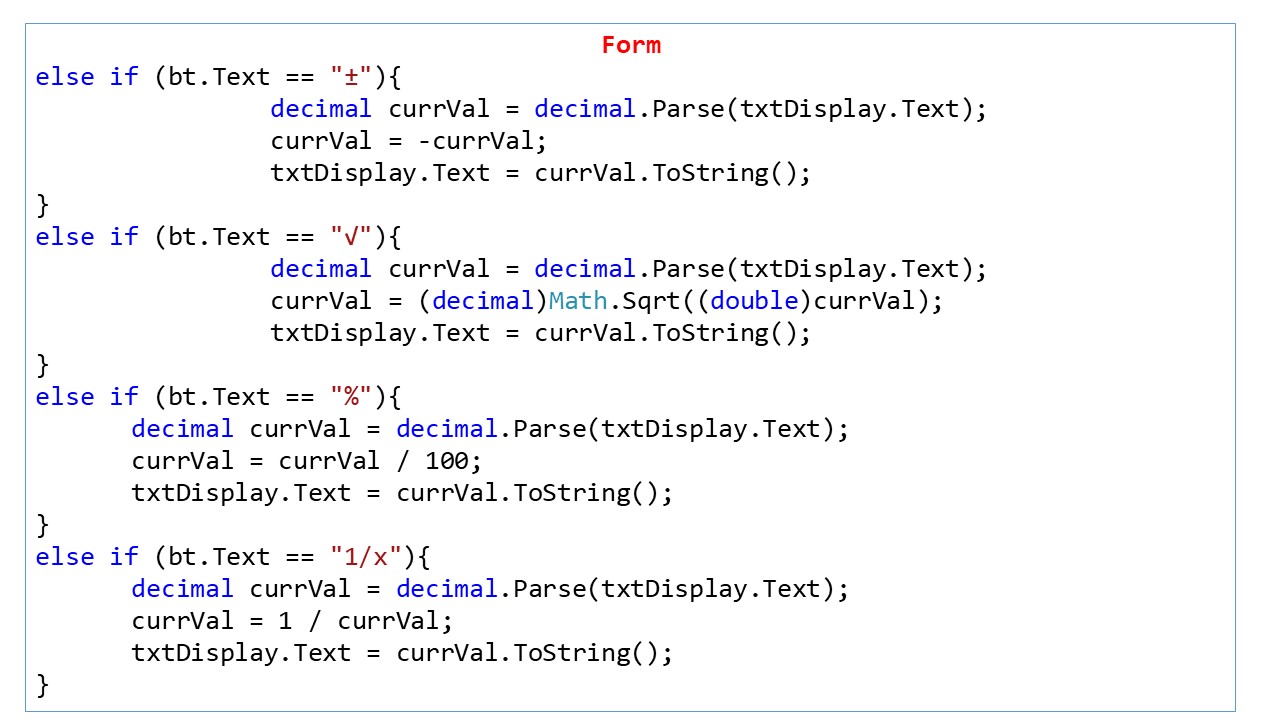 Form
else if (bt.Text == "±"){
decimal currVal = decimal.Parse(txtDisplay.Text);
currVal = -currVal;
txtDisplay.Text = currVal.ToString();
}
else if (bt.Text == "√"){
decimal currVal = decimal.Parse(txtDisplay.Text);
currVal = (decimal)Math.Sqrt((double)currVal);
txtDisplay.Text = currVal.ToString();
}
else if (bt.Text == "%"){
decimal currVal = decimal.Parse(txtDisplay.Text);
currVal = currVal / 100;
txtDisplay.Text = currVal.ToString();
}
else if (bt.Text == "1/x"){
decimal currVal = decimal.Parse(txtDisplay.Text);
currVal = 1 / currVal;
txtDisplay.Text = currVal.ToString();
}